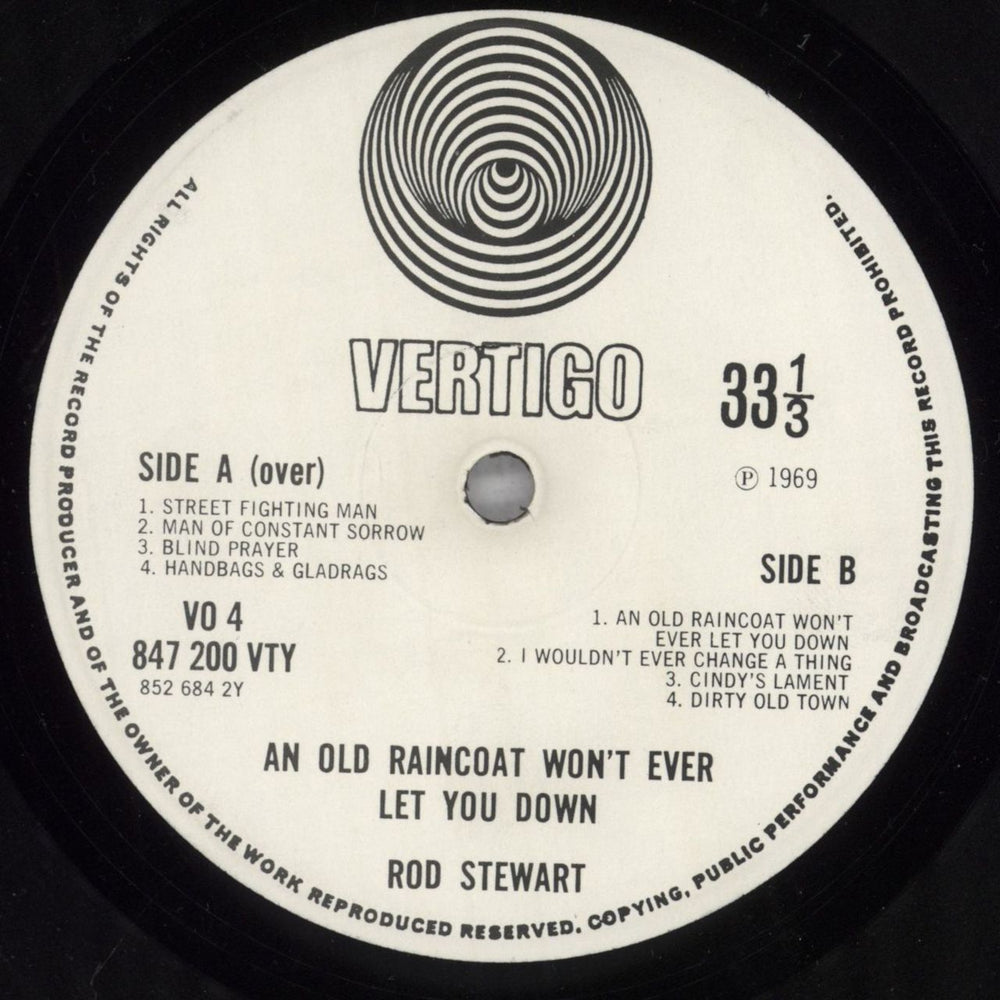 VERTIGO
33 1/3
Ⓟ 1969
SIDE A (over)
1. STREET FIGHTING MAN
2. MAN OF CONSTANT SORROW
3. BLIND PRAYER
4. HANDBAGS & GLADRAGS
VO 4
847 200 VTY
852 684 2Y
SIDE B
1. AN OLD RAINCOAT WON'T
EVER LET YOU DOWN
2. I WOULDN'T EVER CHANGE A THING
3. CINDY'S LAMENT
4. DIRTY OLD TOWN
AN OLD RAINCOAT WON'T EVER
LET YOU DOWN
ROD STEWART
ALL RIGHTS OF THE RECORD PRODUCER AND OF THE OWNER OF THE WORK REPRODUCED RESERVED. COPYING, PUBLIC PERFORMANCE AND BROADCASTING THIS RECORD PROHIBITED.